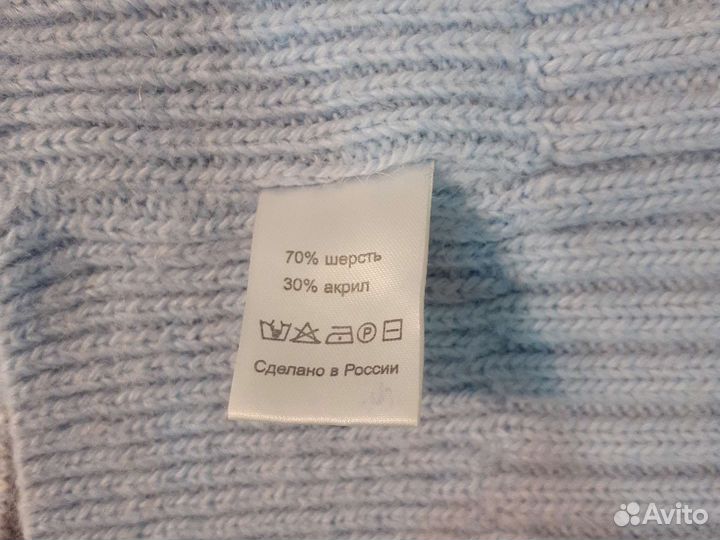 70% шерсть
30% акрил
P
Сделано в России
Avito